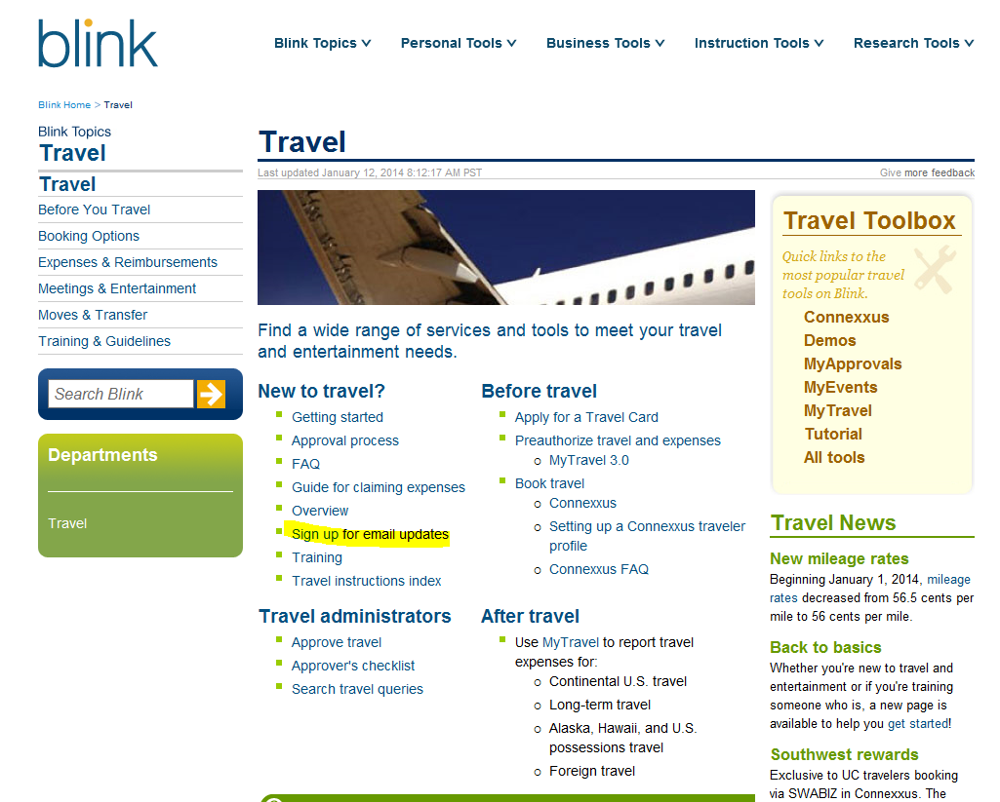 blink
Blink Topics
Personal Tools
Business Tools
Instruction Tools
Research Tools
Blink Home > Travel
Blink Topics
Travel
Travel
Before You Travel
Booking Options
Expenses & Reimbursements
Meetings & Entertainment
Moves & Transfer
Training & Guidelines
Search Blink
Departments
Travel
Travel
Last updated January 12, 2014 8:12:17 AM PST
Give more feedback
Find a wide range of services and tools to meet your travel
and entertainment needs.
New to travel?
Getting started
Approval process
FAQ
Guide for claiming expenses
Overview
Sign up for email updates
Training
Travel instructions index
Before travel
Apply for a Travel Card
Preauthorize travel and expenses
MyTravel 3.0
Book travel
Connexxus
Setting up a Connexxus traveler
profile
Connexxus FAQ
Travel administrators
Approve travel
Approver's checklist
Search travel queries
After travel
Use MyTravel to report travel
expenses for:
Continental U.S. travel
Long-term travel
Alaska, Hawaii, and U.S.
possessions travel
Foreign travel
Travel Toolbox
Quick links to the
most popular travel
tools on Blink.
Connexxus
Demos
MyApprovals
MyEvents
MyTravel
Tutorial
All tools
Travel News
New mileage rates
Beginning January 1, 2014, mileage
rates decreased from 56.5 cents per
mile to 56 cents per mile.
Back to basics
Whether you're new to travel and
entertainment or if you're training
someone who is, a new page is
available to help you get started!
Southwest rewards
Exclusive to UC travelers booking
via SWABIZ in Connexxus. The